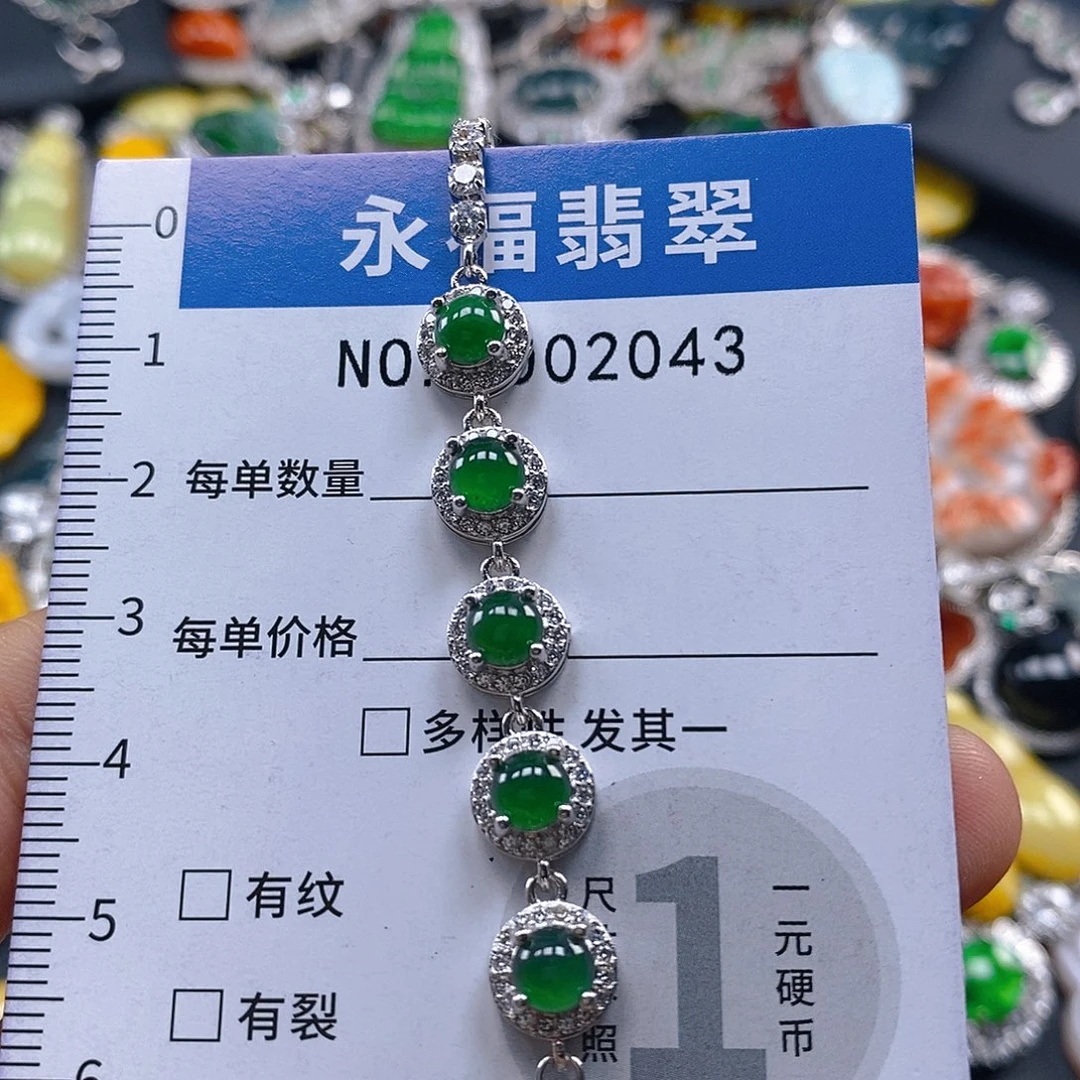 0
永福翡翠
1
NO. 002043
2 每单数量
3 每单价格
□ 多样 性 发其一
4
□ 有纹
5
尺 照
1
一元硬币
□ 有裂
6